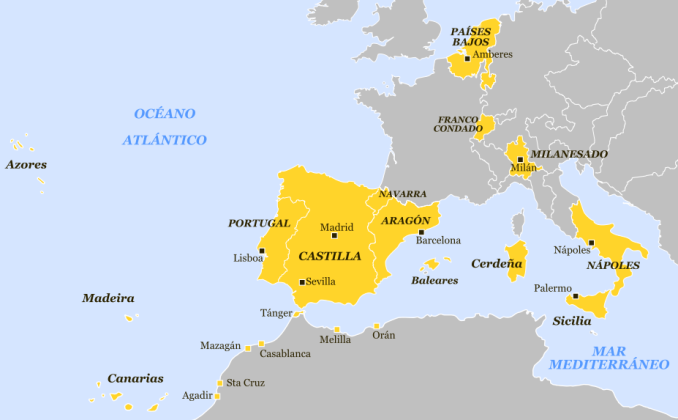 PAÍSES
BAJOS
Amberes
OCÉANO
ATLÁNTICO
FRANCO
CONDADO
MILANESADO
Milán
Azores
NAVARRA
PORTUGAL
ARAGÓN
Madrid
Barcelona
Lisboa
CASTILLA
Nápoles
NÁPOLES
Cerdeña
Baleares
Sevilla
Palermo
Madeira
Tánger
Sicilia
Melilla
Orán
Mazagán
Casablanca
MAR
MEDITERRÁNEO
Canarias
Sta Cruz
Agadir